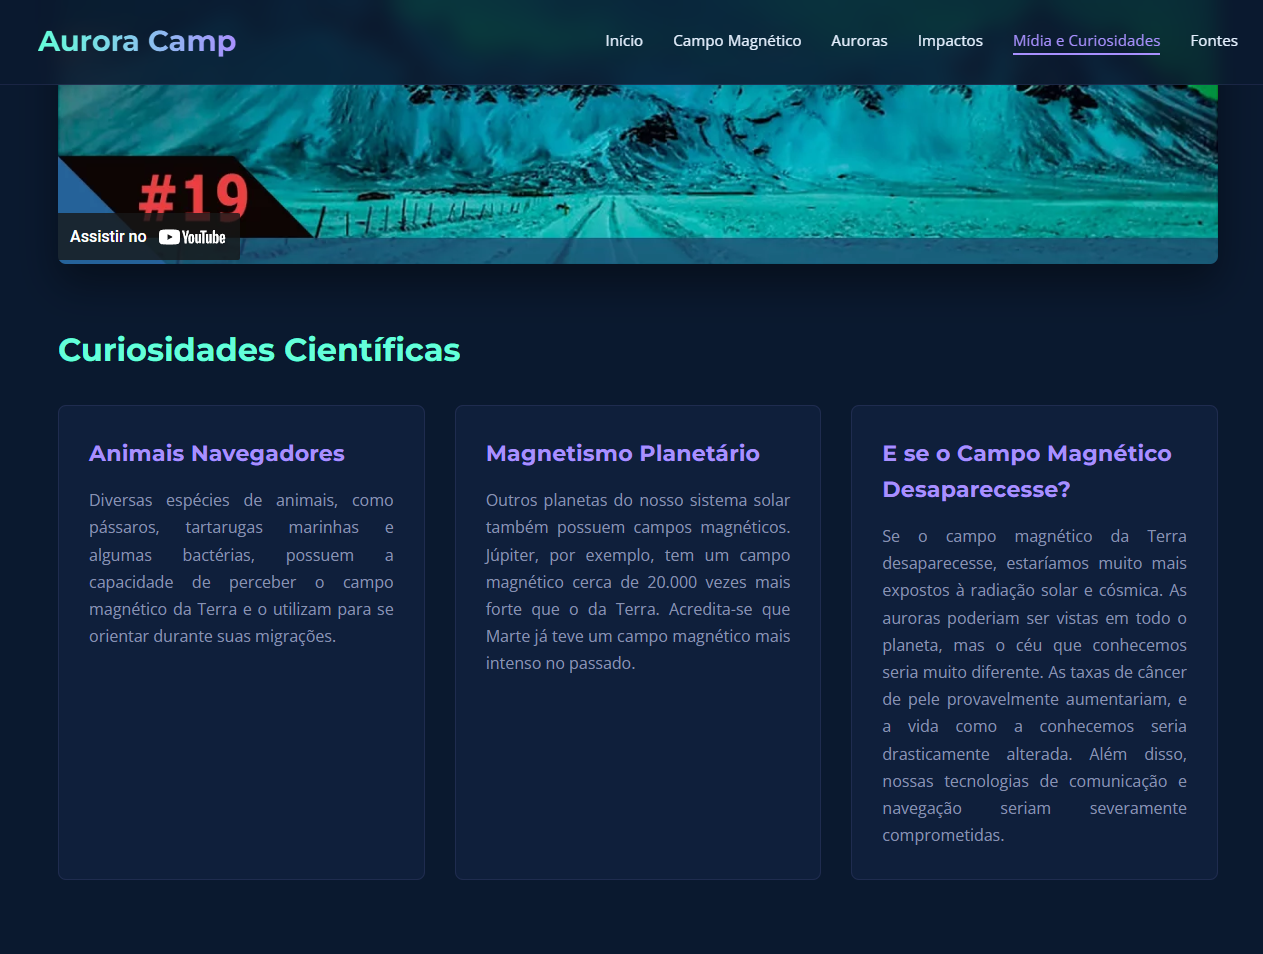 Aurora Camp
Início Campo Magnético Auroras Impactos Mídia e Curiosidades Fontes
#19
Assistir no YouTube
Curiosidades Científicas
Animais Navegadores
Diversas espécies de animais, como
pássaros, tartarugas marinhas e
algumas bactérias, possuem a
capacidade de perceber o campo
magnético da Terra e o utilizam para se
orientar durante suas migrações.
Magnetismo Planetário
Outros planetas do nosso sistema solar
também possuem campos magnéticos.
Júpiter, por exemplo, tem um campo
magnético cerca de 20.000 vezes mais
forte que o da Terra. Acredita-se que
Marte já teve um campo magnético mais
intenso no passado.
E se o Campo Magnético
Desaparecesse?
Se o campo magnético da Terra
desaparecesse, estaríamos muito mais
expostos à radiação solar e cósmica. As
auroras poderiam ser vistas em todo o
planeta, mas o céu que conhecemos
seria muito diferente. As taxas de câncer
de pele provavelmente aumentariam, e
a vida como a conhecemos seria
drasticamente alterada. Além disso,
nossas tecnologias de comunicação e
navegação seriam severamente
comprometidas.